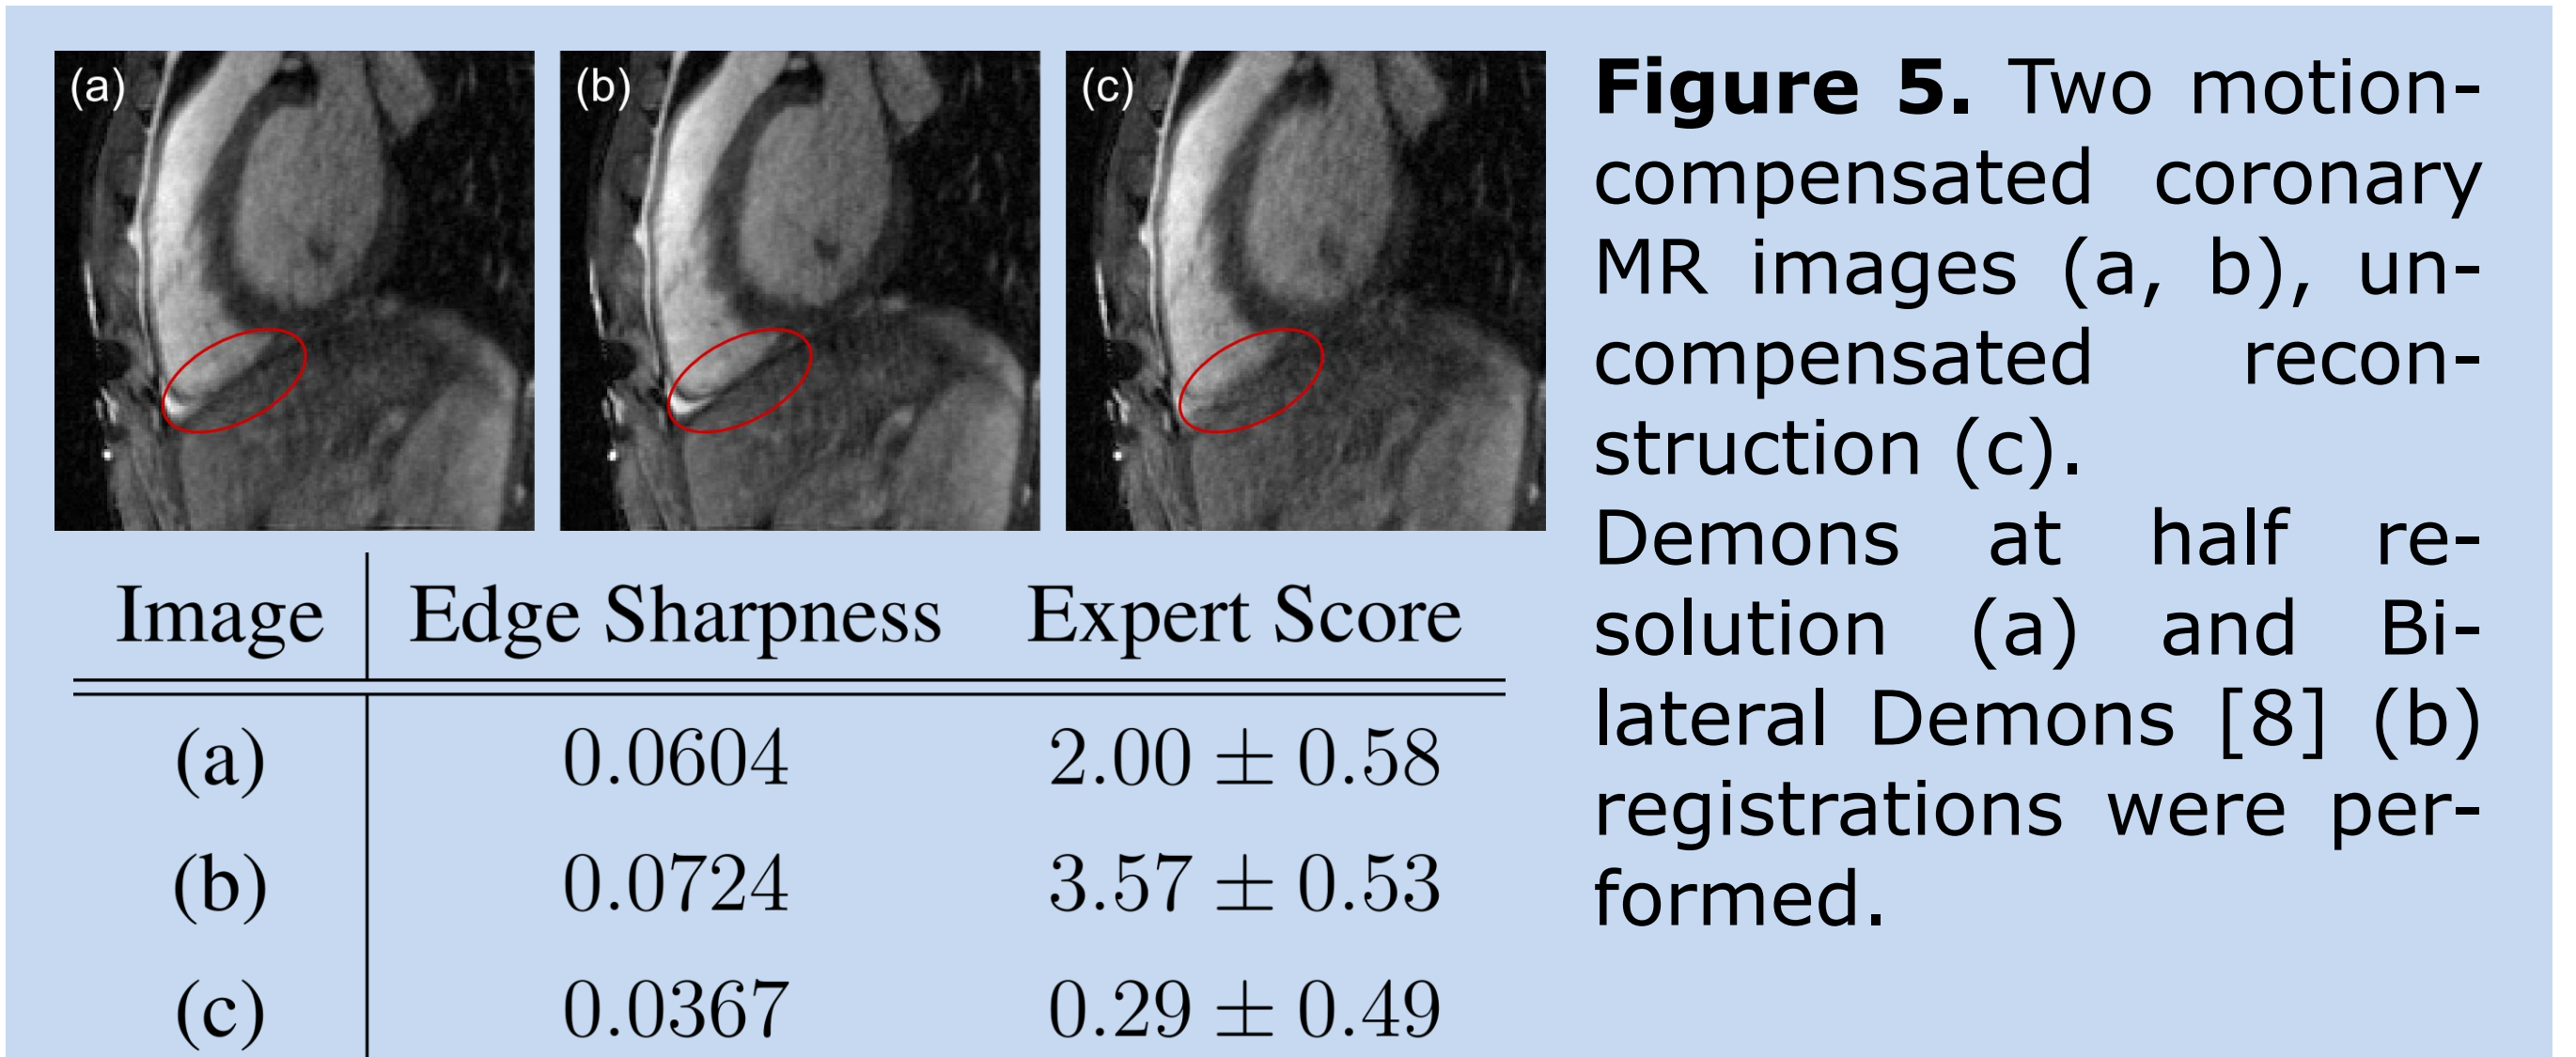 (a) (b) (c)
Image Edge Sharpness Expert Score
(a) 0.0604 2.00 ± 0.58
(b) 0.0724 3.57 ± 0.53
(c) 0.0367 0.29 ± 0.49
Figure 5. Two motion-
compensated coronary
MR images (a, b), un-
compensated recon-
struction (c).
Demons at half re-
solution (a) and Bi-
lateral Demons [8] (b)
registrations were per-
formed.